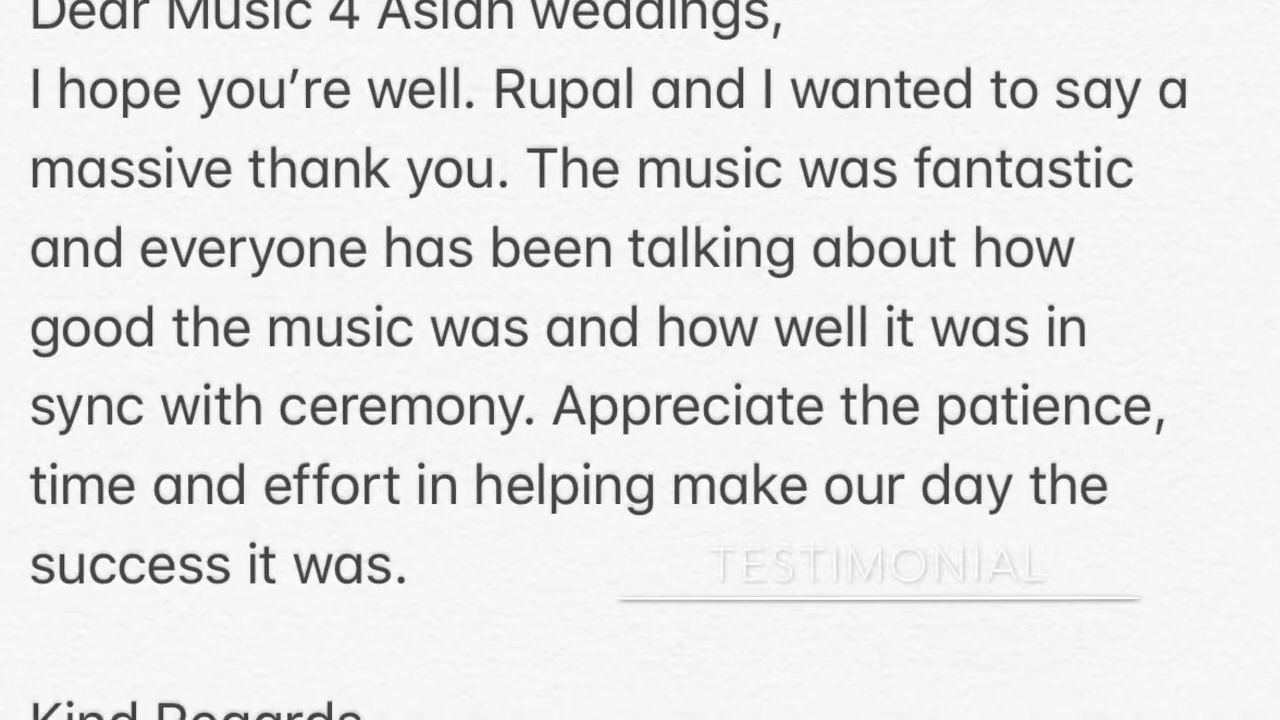 Dear Music 4 Asian weddings,
I hope you’re well. Rupal and I wanted to say a
massive thank you. The music was fantastic
and everyone has been talking about how
good the music was and how well it was in
sync with ceremony. Appreciate the patience,
time and effort in helping make our day the
success it was.
TESTIMONIAL
Kind Regards